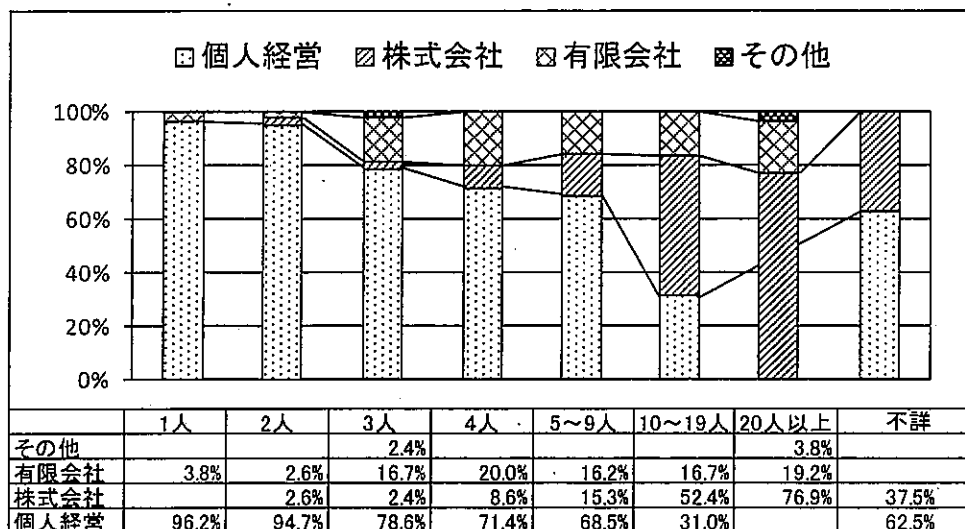 個人経営 株式会社 有限会社 その他
100%
80%
60%
40%
20%
0%
1人 2人 3人 4人 5～9人 10～19人 20人以上 不詳
その他 2.4% 3.8%
有限会社 3.8% 2.6% 16.7% 20.0% 16.2% 16.7% 19.2%
株式会社 2.6% 2.4% 8.6% 15.3% 52.4% 76.9% 37.5%
個人経営 96.2% 94.7% 78.6% 71.4% 68.5% 31.0% 62.5%